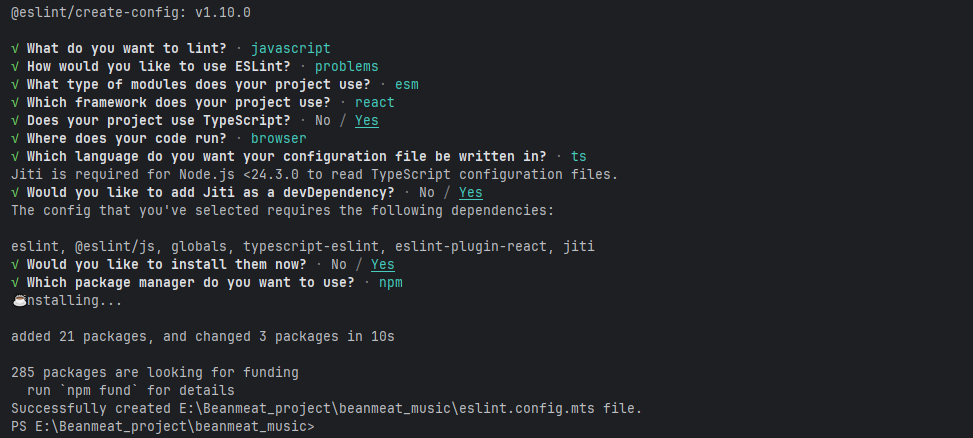 @eslint/create-config: v1.10.0
√ What do you want to lint? · javascript
√ How would you like to use ESLint? · problems
√ What type of modules does your project use? · esm
√ Which framework does your project use? · react
√ Does your project use TypeScript? · No / Yes
√ Where does your code run? · browser
√ Which language do you want your configuration file be written in? · ts
Jiti is required for Node.js <24.3.0 to read TypeScript configuration files.
√ Would you like to add Jiti as a devDependency? · No / Yes
The config that you've selected requires the following dependencies:
eslint, @eslint/js, globals, typescript-eslint, eslint-plugin-react, jiti
√ Would you like to install them now? · No / Yes
√ Which package manager do you want to use? · npm
☕nstalling...
added 21 packages, and changed 3 packages in 10s
285 packages are looking for funding
run `npm fund` for details
Successfully created E:\Beanmeat_project\beanmeat_music\eslint.config.mts file.
PS E:\Beanmeat_project\beanmeat_music>